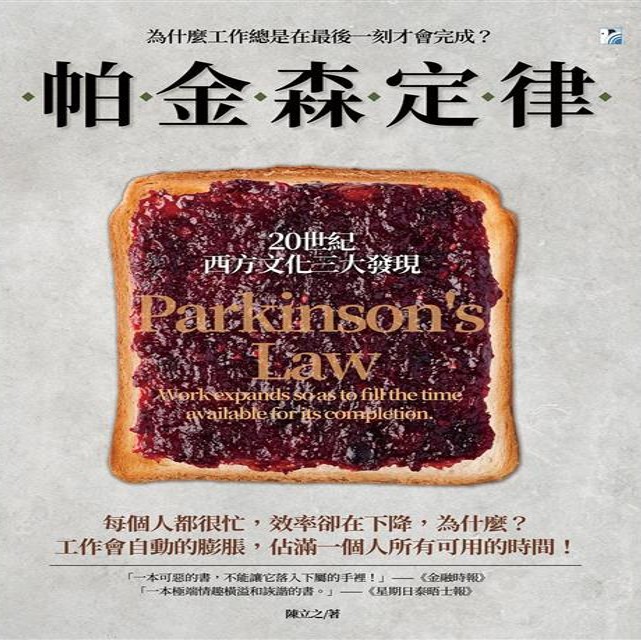 為什麼工作總是在最後一刻才會完成？
帕·金·森·定·律
20世紀
西方文化三大發現
Parkinson's
Law
Work expands so as to fill the time
available for its completion.
每個人都很忙，效率卻在下降，為什麼？
工作會自動的膨脹，佔滿一個人所有可用的時間！
「一本可惡的書，不能讓它落入下屬的手裡！」——《金融時報》
「一本極端情趣橫溢和詼諧的書。」——《星期日泰晤士報》
陳立之/著